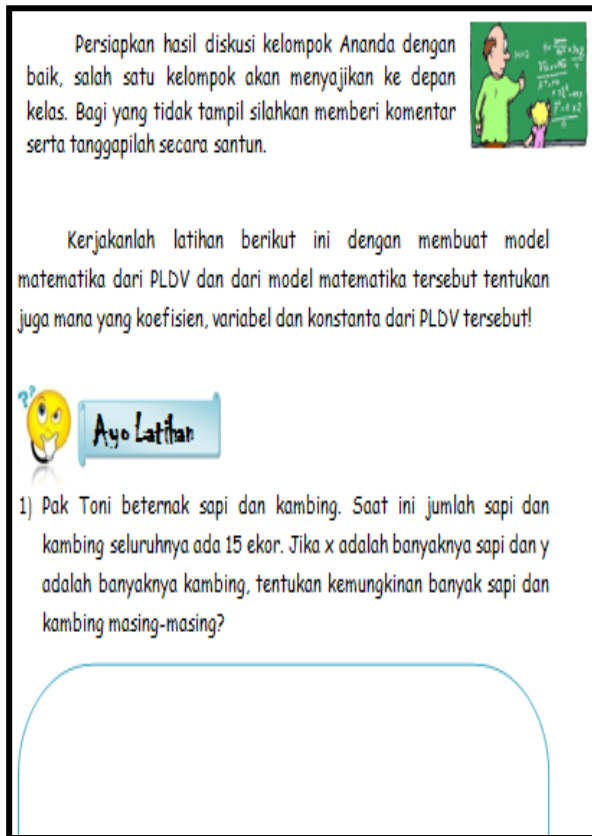 Persiapkan hasil diskusi kelompok Ananda dengan
baik, salah satu kelompok akan menyajikan ke depan
kelas. Bagi yang tidak tampil silahkan memberi komentar
serta tanggapilah secara santun.
Kerjakanlah latihan berikut ini dengan membuat model
matematika dari PLDV dan dari model matematika tersebut tentukan
juga mana yang koefisien, variabel dan konstanta dari PLDV tersebut!
??
Ayo Latihan
1) Pak Toni beternak sapi dan kambing. Saat ini jumlah sapi dan
kambing seluruhnya ada 15 ekor. Jika x adalah banyaknya sapi dan y
adalah banyaknya kambing, tentukan kemungkinan banyak sapi dan
kambing masing-masing?